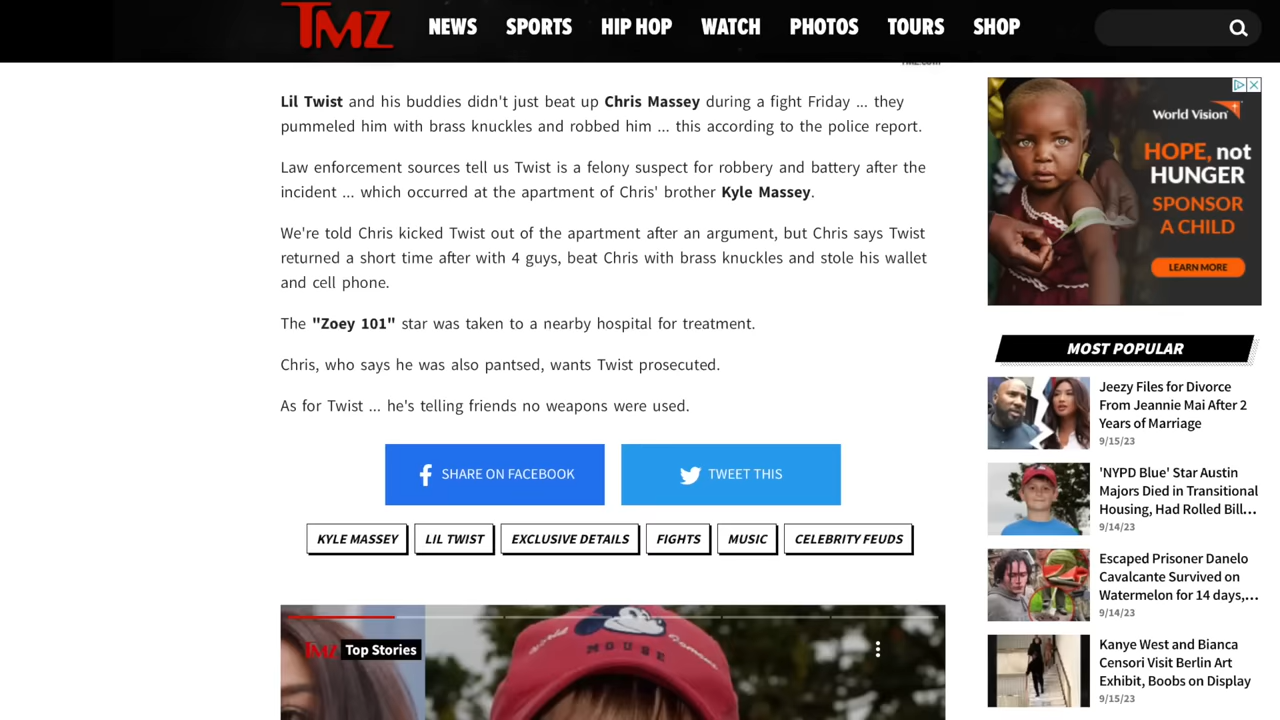 TMZ
NEWS
SPORTS
HIP HOP
WATCH
PHOTOS
TOURS
SHOP
Lil Twist and his buddies didn't just beat up Chris Massey during a fight Friday ... they
pummeled him with brass knuckles and robbed him ... this according to the police report.
Law enforcement sources tell us Twist is a felony suspect for robbery and battery after the
incident ... which occurred at the apartment of Chris' brother Kyle Massey.
We're told Chris kicked Twist out of the apartment after an argument, but Chris says Twist
returned a short time after with 4 guys, beat Chris with brass knuckles and stole his wallet
and cell phone.
The "Zoey 101" star was taken to a nearby hospital for treatment.
Chris, who says he was also pantsed, wants Twist prosecuted.
As for Twist ... he's telling friends no weapons were used.
SHARE ON FACEBOOK
TWEET THIS
KYLE MASSEY
LIL TWIST
EXCLUSIVE DETAILS
FIGHTS
MUSIC
CELEBRITY FEUDS
TMZ Top Stories
MOUSE
World Vision
HOPE, not
HUNGER
SPONSOR
A CHILD
LEARN MORE
MOST POPULAR
Jeezy Files for Divorce
From Jeannie Mai After 2
Years of Marriage
9/15/23
'NYPD Blue' Star Austin
Majors Died in Transitional
Housing, Had Rolled Bill...
9/14/23
Escaped Prisoner Danelo
Cavalcante Survived on
Watermelon for 14 days,...
9/14/23
Kanye West and Bianca
Censori Visit Berlin Art
Exhibit, Boobs on Display
9/15/23